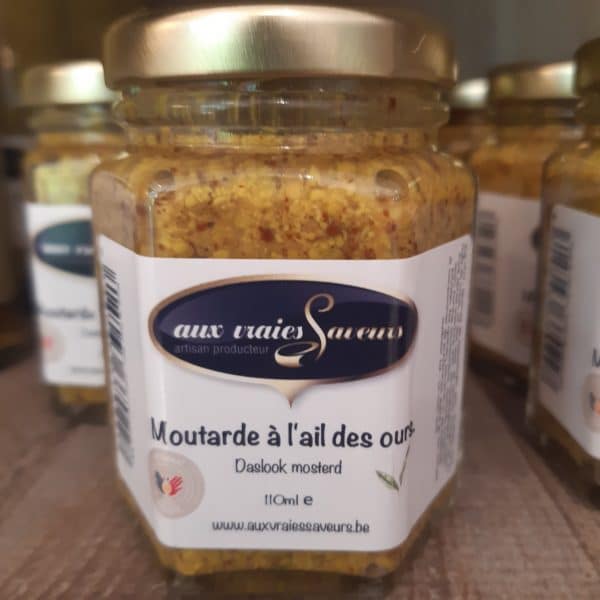 aux vraies Saveurs
artisan producteur
Moutarde à l'ail des ours
Daslook mosterd
110ml e
www.auxvraiessaveurs.be